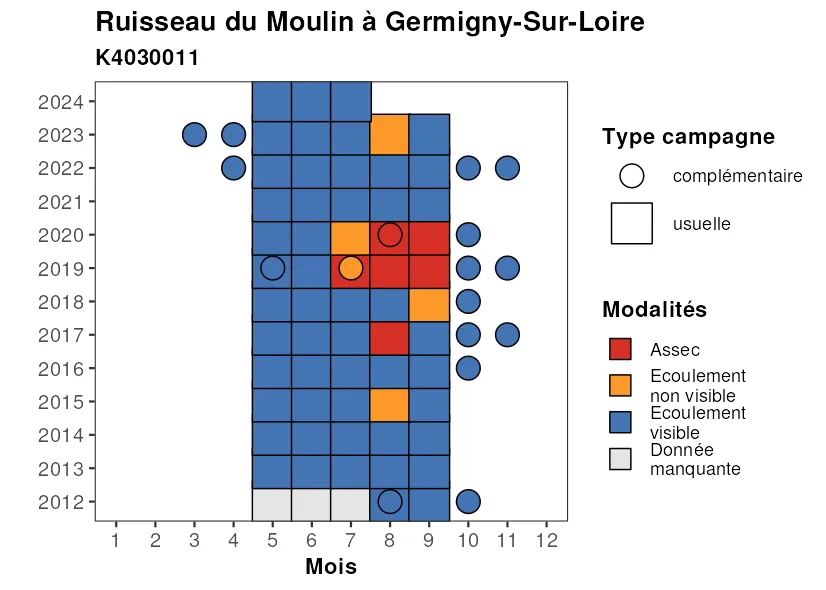 Ruisseau du Moulin à Germigny-Sur-Loire
K4030011
2024
2023
2022
2021
2020
2019
2018
2017
2016
2015
2014
2013
2012
1 2 3 4 5 6 7 8 9 10 11 12
Mois
Type campagne
complémentaire
usuelle
Modalités
Assec
Ecoulement
non visible
Ecoulement
visible
Donnée
manquante